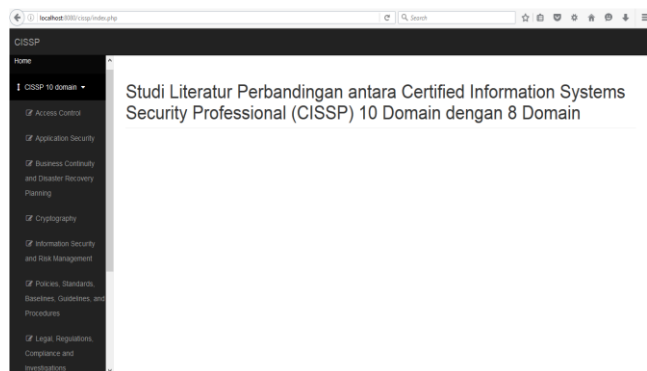 localhost:8080/cissp/index.php
Search
CISSP
Home
CISSP 10 domain
Access Control
Application Security
Business Continuity
and Disaster Recovery
Planning
Cryptography
Information Security
and Risk Management
Policies, Standards,
Baselines, Guidelines, and
Procedures
Legal, Regulations,
Compliance and
Investigations
Studi Literatur Perbandingan antara Certified Information Systems
Security Professional (CISSP) 10 Domain dengan 8 Domain